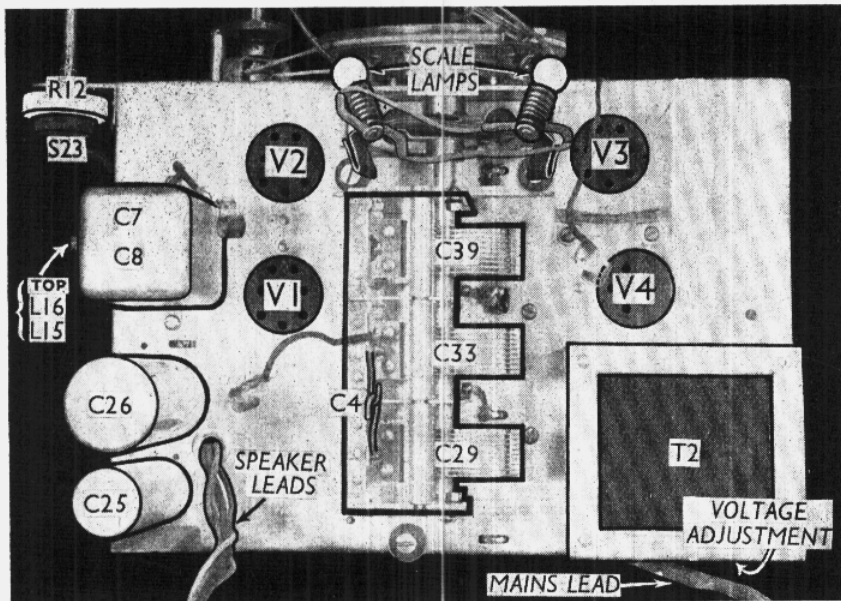 SCALE
LAMPS
R12
S23
V2
V3
C7
C8
C39
TOP
L16
L15
V1
V4
C33
C26
C4
C29
T2
SPEAKER
LEADS
C25
VOLTAGE
ADJUSTMENT
MAINS LEAD